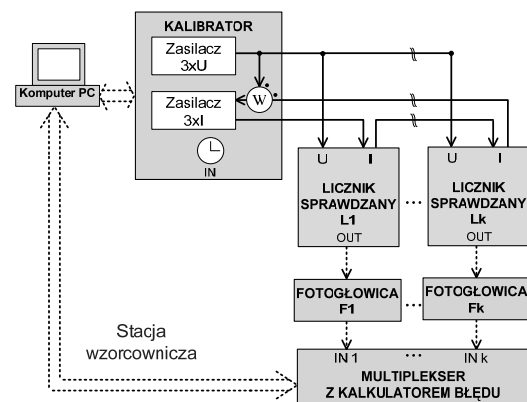 KALIBRATOR
Zasilacz
3xU
Komputer PC
Zasilacz
3xI
W
IN
U I
U I
LICZNIK
SPRAWDZANY
L1
OUT
...
LICZNIK
SPRAWDZANY
Lk
OUT
FOTOGŁOWICA
F1
...
FOTOGŁOWICA
Fk
Stacja
wzorcownicza
IN 1 ... IN k
MULTIPLEKSER
Z KALKULATOREM BŁĘDU